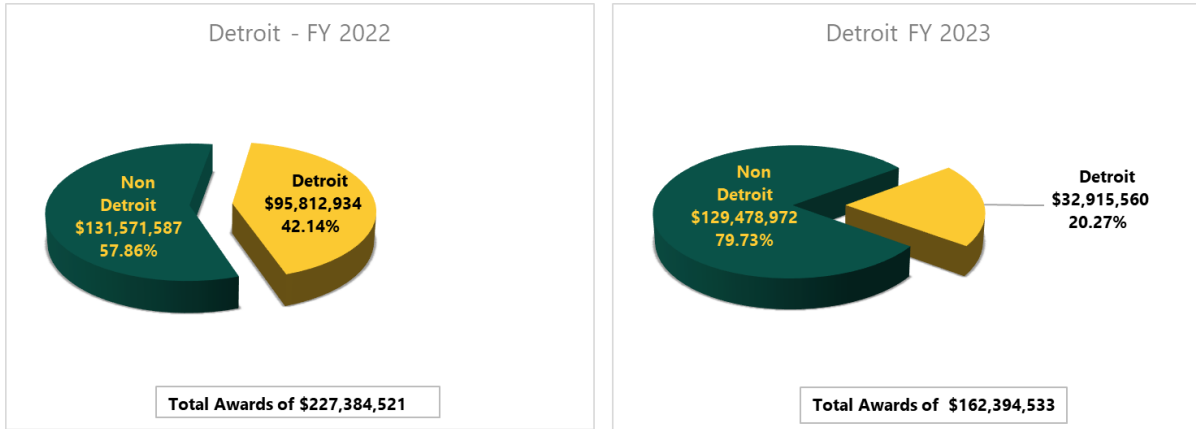 Detroit - FY 2022
Non
Detroit
$131,571,587
57.86%
Detroit
$95,812,934
42.14%
Total Awards of $227,384,521
Detroit FY 2023
Non
Detroit
$129,478,972
79.73%
Detroit
$32,915,560
20.27%
Total Awards of $162,394,533